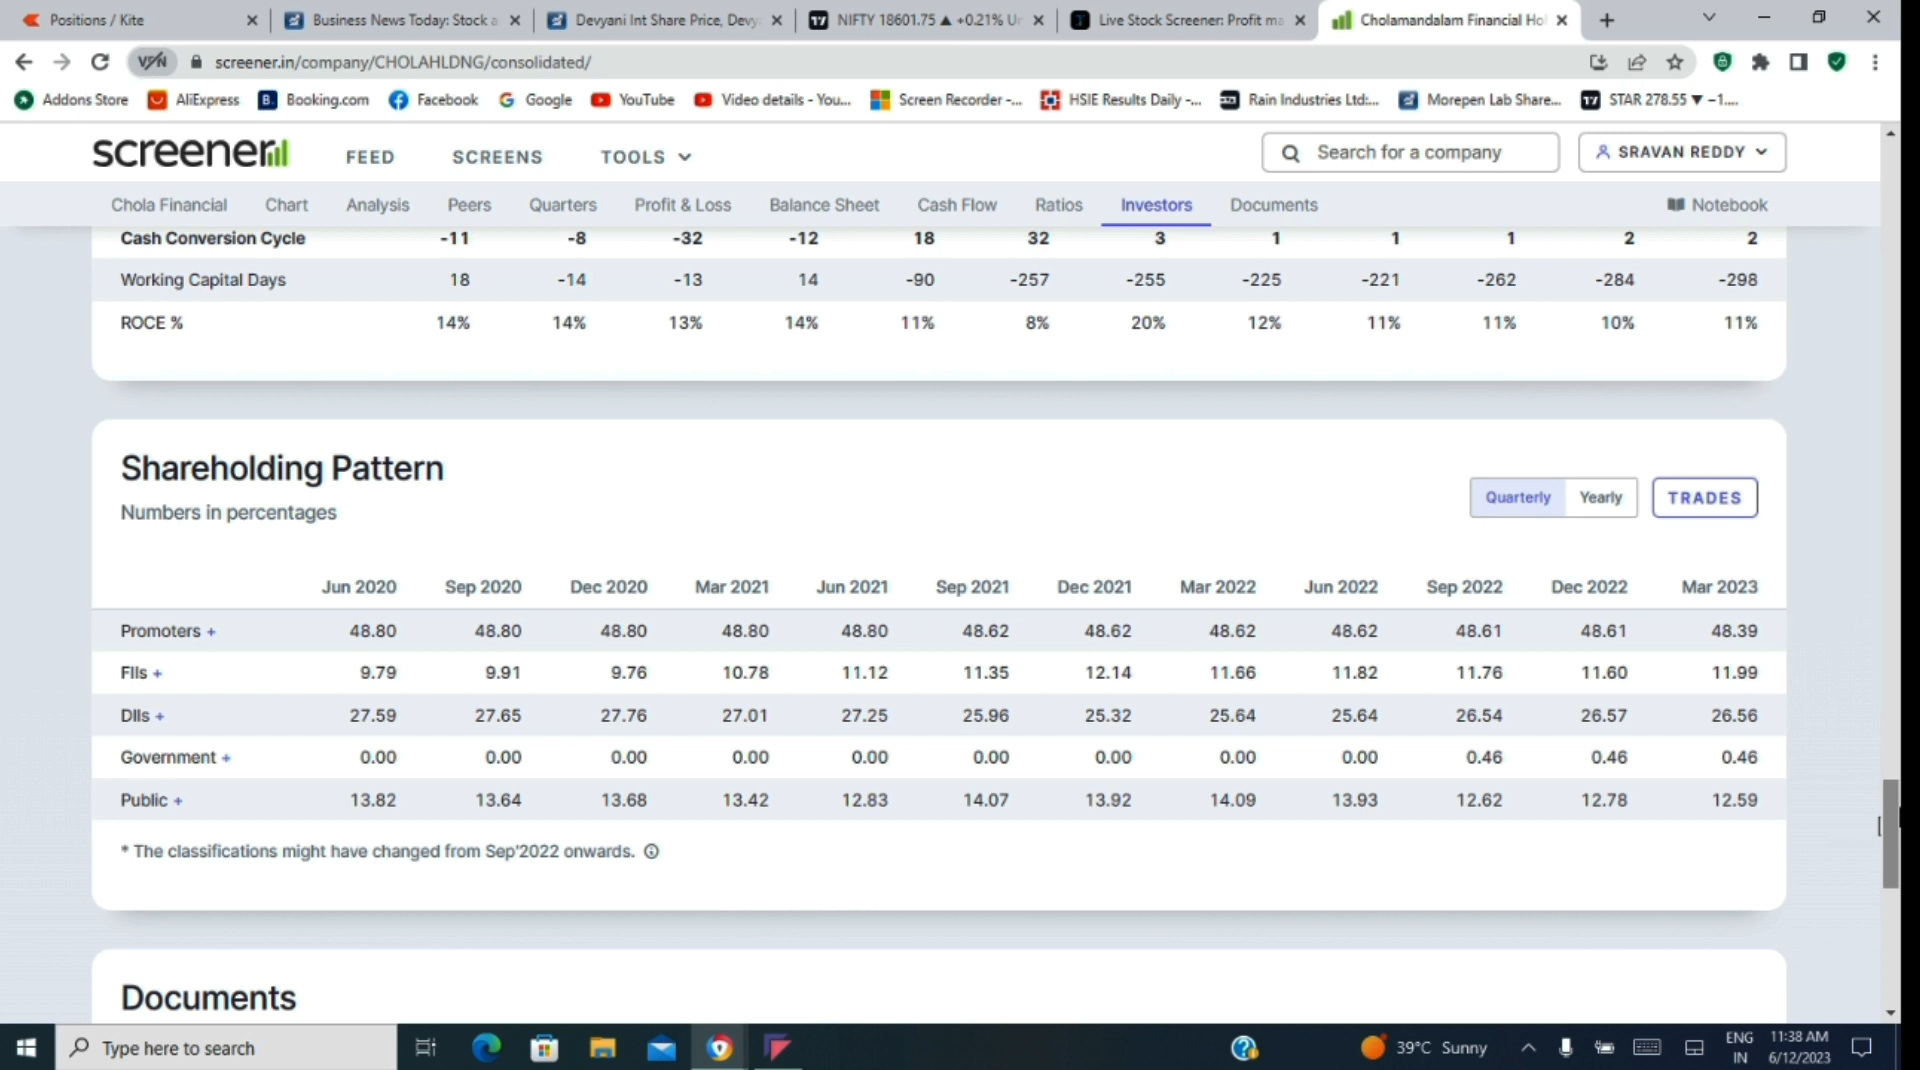 Positions / Kite
Business News Today: Stock a
Devyani Int Share Price, Devy
NIFTY 18601.75 ▲ +0.21% Ur
Live Stock Screener: Profit ma
Cholamandalam Financial Hol
VPN
screener.in/company/CHOLAHLDNG/consolidated/
Addons Store
AliExpress
Booking.com
Facebook
Google
YouTube
Video details - You...
Screen Recorder -...
HSIE Results Daily -...
Rain Industries Ltd:...
Morepen Lab Share...
STAR 278.55 ▼ −1....
screener
FEED
SCREENS
TOOLS
Search for a company
SRAVAN REDDY
Chola Financial
Chart
Analysis
Peers
Quarters
Profit & Loss
Balance Sheet
Cash Flow
Ratios
Investors
Documents
Notebook
Cash Conversion Cycle -11 -8 -32 -12 18 32 3 1 1 1 2 2
Working Capital Days 18 -14 -13 14 -90 -257 -255 -225 -221 -262 -284 -298
ROCE % 14% 14% 13% 14% 11% 8% 20% 12% 11% 11% 10% 11%
Shareholding Pattern
Numbers in percentages
Quarterly
Yearly
TRADES
Jun 2020 Sep 2020 Dec 2020 Mar 2021 Jun 2021 Sep 2021 Dec 2021 Mar 2022 Jun 2022 Sep 2022 Dec 2022 Mar 2023
Promoters + 48.80 48.80 48.80 48.80 48.80 48.62 48.62 48.62 48.62 48.61 48.61 48.39
FIIs + 9.79 9.91 9.76 10.78 11.12 11.35 12.14 11.66 11.82 11.76 11.60 11.99
DIIs + 27.59 27.65 27.76 27.01 27.25 25.96 25.32 25.64 25.64 26.54 26.57 26.56
Government + 0.00 0.00 0.00 0.00 0.00 0.00 0.00 0.00 0.00 0.46 0.46 0.46
Public + 13.82 13.64 13.68 13.42 12.83 14.07 13.92 14.09 13.93 12.62 12.78 12.59
* The classifications might have changed from Sep'2022 onwards.
Documents
Type here to search
39°C Sunny
ENG
IN
11:38 AM
6/12/2023